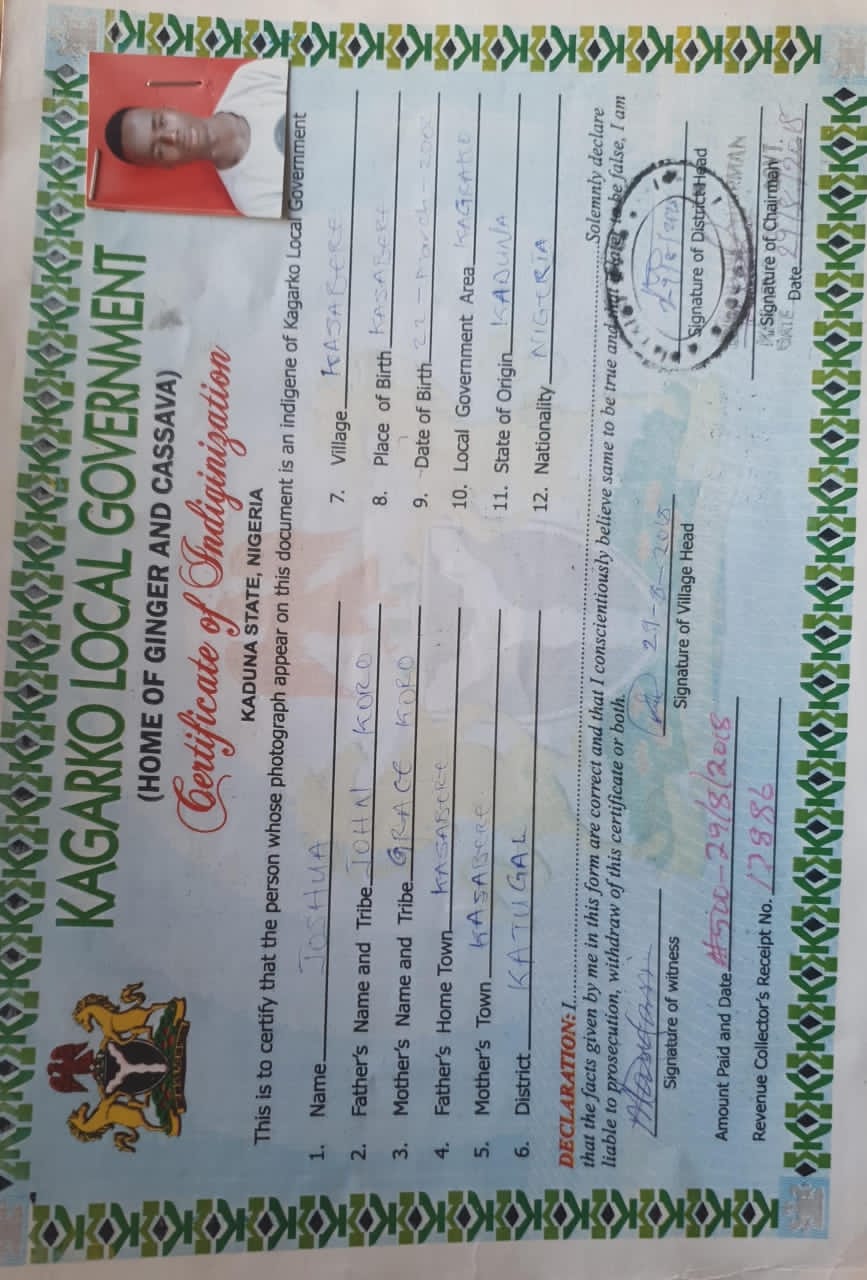 KAGARKO LOCAL GOVERNMENT
(HOME OF GINGER AND CASSAVA)
Certificate of Indiginization
KADUNA STATE, NIGERIA
This is to certify that the person whose photograph appear on this document is an indigene of Kagarko Local Government
1. Name JOSHUA
2. Father's Name and Tribe JOHN KORO
3. Mother's Name and Tribe GRACE KORO
4. Father's Home Town KASABERE
5. Mother's Town KASABERE
6. District KATUGAL
7. Village KASABERE
8. Place of Birth KASABERE
9. Date of Birth 22-March-
10. Local Government Area KAGRAKO
11. State of Origin KADUNA
12. Nationality NIGERIA
DECLARATION: I Solemnly declare
that the facts given by me in this form are correct and that I conscientiously believe same to be true and that to be false, I am
liable to prosecution, withdraw of this certificate or both.
Signature of witness
29-8-2018
Signature of Village Head
29/8/201
Signature of District Head
CHAIRMAN
Signature of Chairman
Date 29/8/2018
Amount Paid and Date #500-29/8/2018
Revenue Collector's Receipt No. 17886